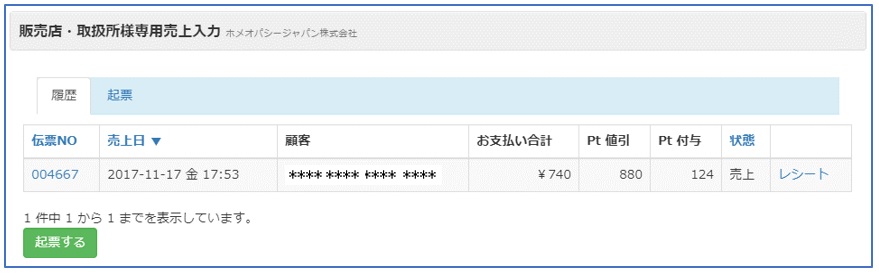 販売店・取扱所様専用売上入力 ホメオパシージャパン株式会社
履歴 起票
伝票NO 売上日▼ 顧客 お支払い合計 Pt 値引 Pt 付与 状態
004667 2017-11-17 金 17:53 **** **** **** **** ¥740 880 124 売上 レシート
1 件中 1 から 1 までを表示しています。
起票する